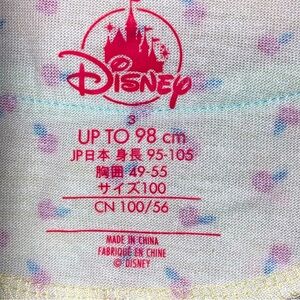 Disney
3
UP TO 98 cm
JP日本 身長 95-105
胸囲 49-55
サイズ100
CN 100/56
MADE IN CHINA
FABRIQUÉ EN CHINE
© DISNEY